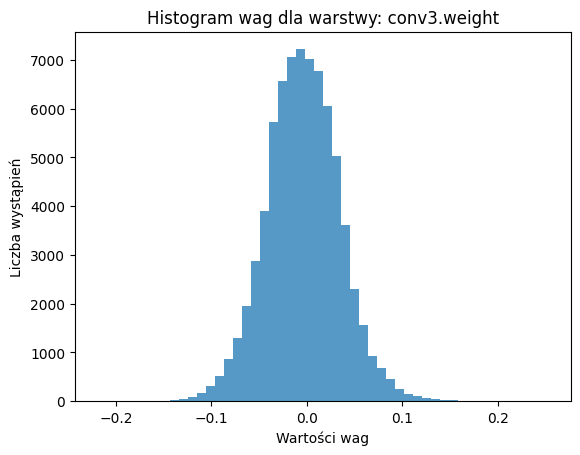 Histogram wag dla warstwy: conv3.weight
7000
6000
5000
4000
3000
2000
1000
0
Liczba wystąpień
−0.2 −0.1 0.0 0.1 0.2
Wartości wag